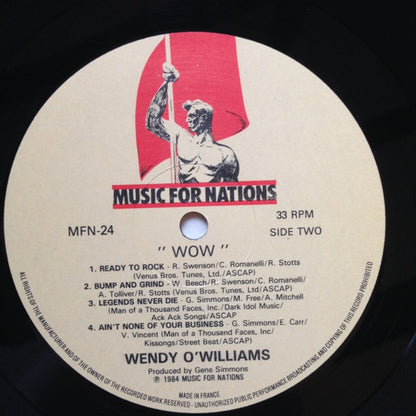 MUSIC FOR NATIONS
MFN-24
33 RPM
SIDE TWO
" WOW "
1. READY TO ROCK - R. Swenson/C. Romanelli/R. Stotts
(Venus Bros. Tunes, Ltd./ASCAP)
2. BUMP AND GRIND - W. Beech/R. Swenson/C. Romanelli/
A. Tolliver/R. Stotts (Venus Bros. Tunes, Ltd/ASCAP)
3. LEGENDS NEVER DIE - G. Simmons/M. Free/A. Mitchell
(Man of a Thousand Faces, Inc./Dark Idol Music/
Ack Ack Songs/ASCAP)
4. AIN'T NONE OF YOUR BUSINESS - G. Simmons/E. Carr/
V. Vincent (Man of a Thousand Faces, Inc/
Kissongs/Street Beat/ASCAP)
WENDY O'WILLIAMS
Produced by Gene Simmons
℗ 1984 MUSIC FOR NATIONS
MADE IN FRANCE
ALL RIGHTS OF THE MANUFACTURER AND OF THE OWNER OF THE RECORDED WORK RESERVED - UNAUTHORIZED PUBLIC PERFORMANCE BROADCASTING AND COPYING OF THIS RECORD PROHIBITED